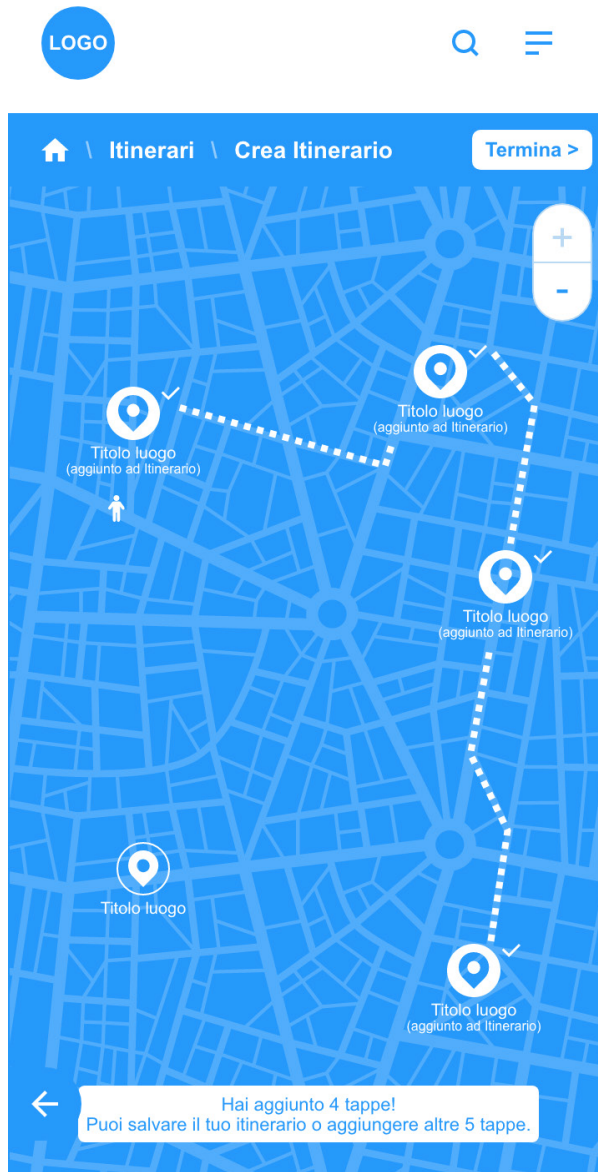 LOGO
\ Itinerari \ Crea Itinerario
Termina >
+
-
Titolo luogo
(aggiunto ad Itinerario)
Titolo luogo
(aggiunto ad Itinerario)
Titolo luogo
(aggiunto ad Itinerario)
Titolo luogo
Titolo luogo
(aggiunto ad Itinerario)
Hai aggiunto 4 tappe!
Puoi salvare il tuo itinerario o aggiungere altre 5 tappe.